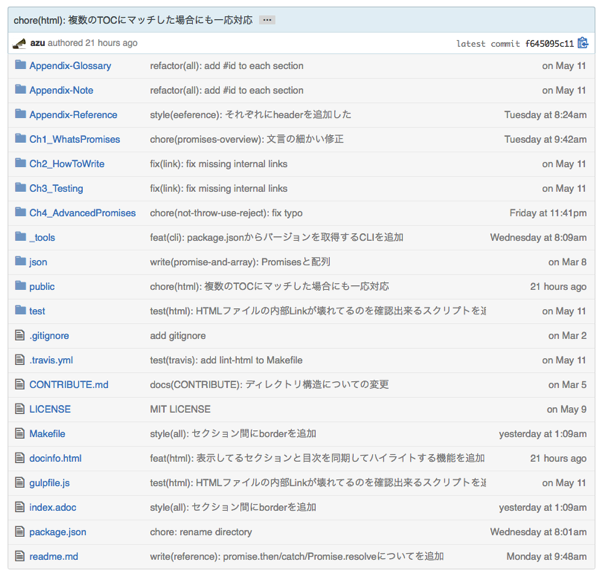 chore(html): 複数のTOCにマッチした場合にも一応対応 …
azu authored 21 hours ago latest commit f645095c11
Appendix-Glossary refactor(all): add #id to each section on May 11
Appendix-Note refactor(all): add #id to each section on May 11
Appendix-Reference style(eeference): それぞれにheaderを追加した Tuesday at 8:24am
Ch1_WhatsPromises chore(promises-overview): 文言の細かい修正 Tuesday at 9:42am
Ch2_HowToWrite fix(link): fix missing internal links on May 11
Ch3_Testing fix(link): fix missing internal links on May 11
Ch4_AdvancedPromises chore(not-throw-use-reject): fix typo Friday at 11:41pm
_tools feat(cli): package.jsonからバージョンを取得するCLIを追加 Wednesday at 8:09am
json write(promise-and-array): Promisesと配列 on Mar 8
public chore(html): 複数のTOCにマッチした場合にも一応対応 21 hours ago
test test(html): HTMLファイルの内部Linkが壊れてるのを確認出来るスクリプトを追 on May 11
.gitignore add gitignore on Mar 2
.travis.yml test(travis): add lint-html to Makefile on May 11
CONTRIBUTE.md docs(CONTRIBUTE): ディレクトリ構造についての変更 on Mar 5
LICENSE MIT LICENSE on May 9
Makefile style(all): セクション間にborderを追加 yesterday at 1:09am
docinfo.html feat(html): 表示してるセクションと目次を同期してハイライトする機能を追加 21 hours ago
gulpfile.js test(html): HTMLファイルの内部Linkが壊れてるのを確認出来るスクリプトを追 on May 11
index.adoc style(all): セクション間にborderを追加 yesterday at 1:09am
package.json chore: rename directory Wednesday at 8:01am
readme.md write(reference): promise.then/catch/Promise.resolveについてを追加 Monday at 9:48am